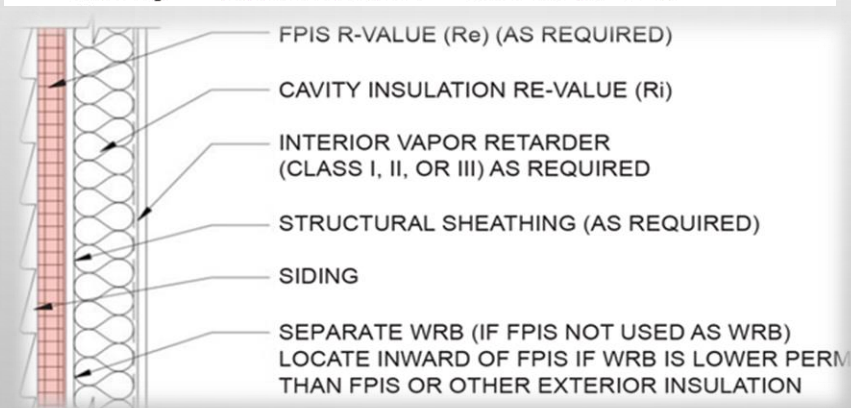 FPIS R-VALUE (Re) (AS REQUIRED)
CAVITY INSULATION RE-VALUE (Ri)
INTERIOR VAPOR RETARDER
(CLASS I, II, OR III) AS REQUIRED
STRUCTURAL SHEATHING (AS REQUIRED)
SIDING
SEPARATE WRB (IF FPIS NOT USED AS WRB)
LOCATE INWARD OF FPIS IF WRB IS LOWER PERM
THAN FPIS OR OTHER EXTERIOR INSULATION